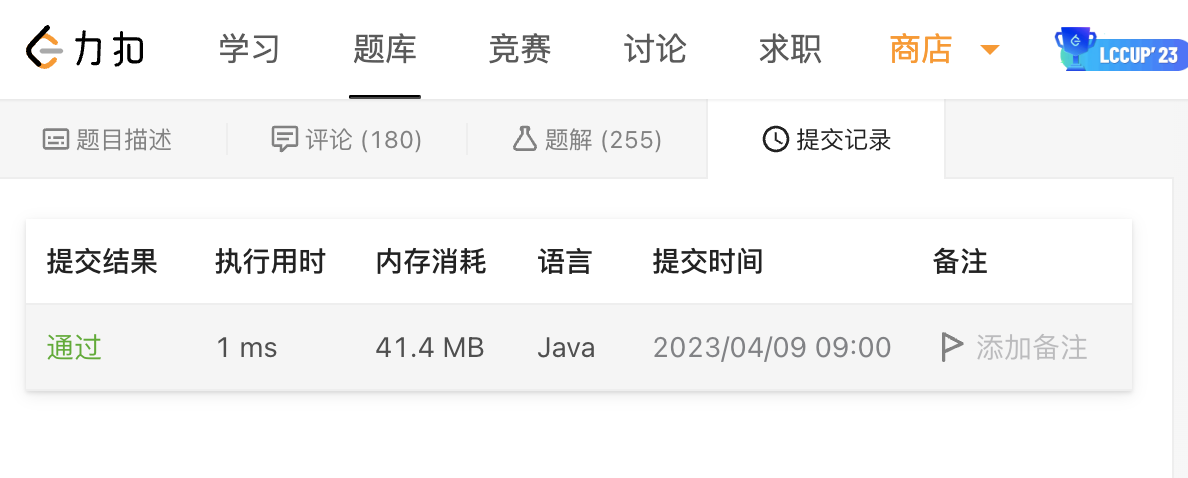 力扣 学习 题库 竞赛 讨论 求职 商店 LCCUP' 23
题目描述 评论 (180) 题解 (255) 提交记录
提交结果 执行用时 内存消耗 语言 提交时间 备注
通过 1 ms 41.4 MB Java 2023/04/09 09:00 添加备注